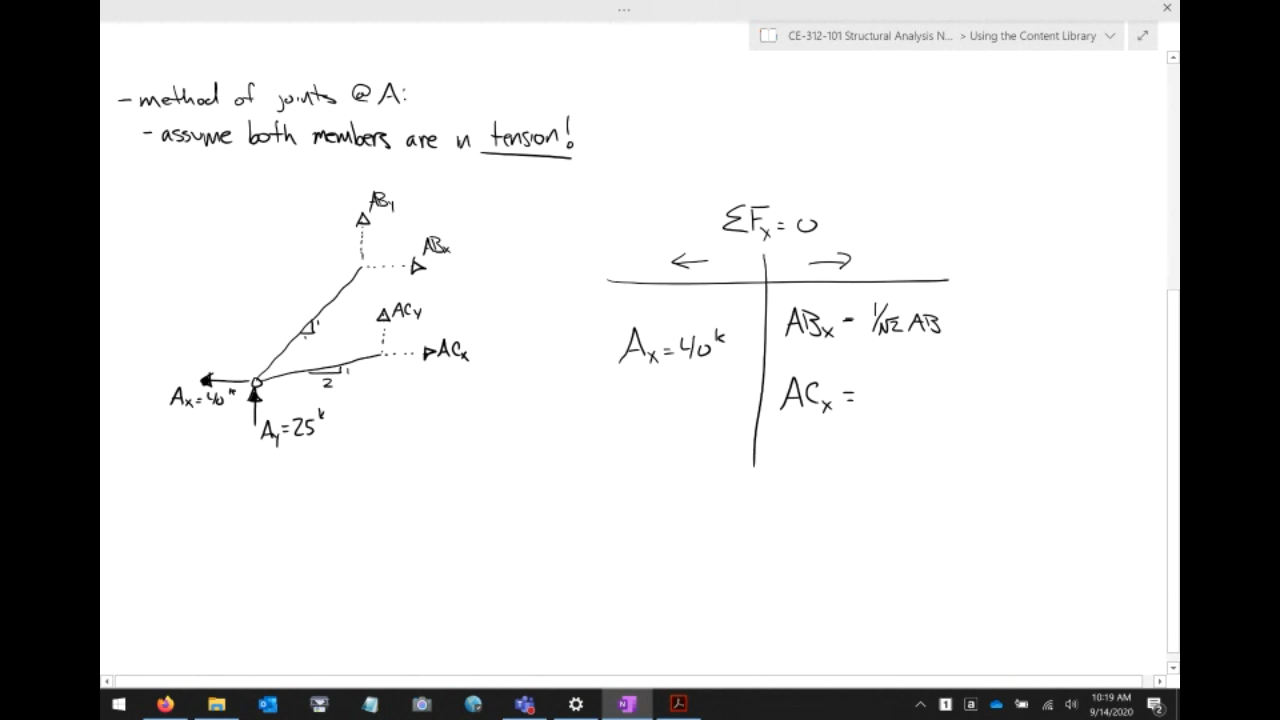 ...
CE-312-101 Structural Analysis N... > Using the Content Library
- method of joints @ A:
- assume both members are in tension!
ABy
ABx
ACy
ACx
1
1
2
Ax=40k
Ay=25k
ΣFx=0
← →
Ax=40k
ABx - 1/√2 AB
ACx =
1
a
10:19 AM
9/14/2020
2